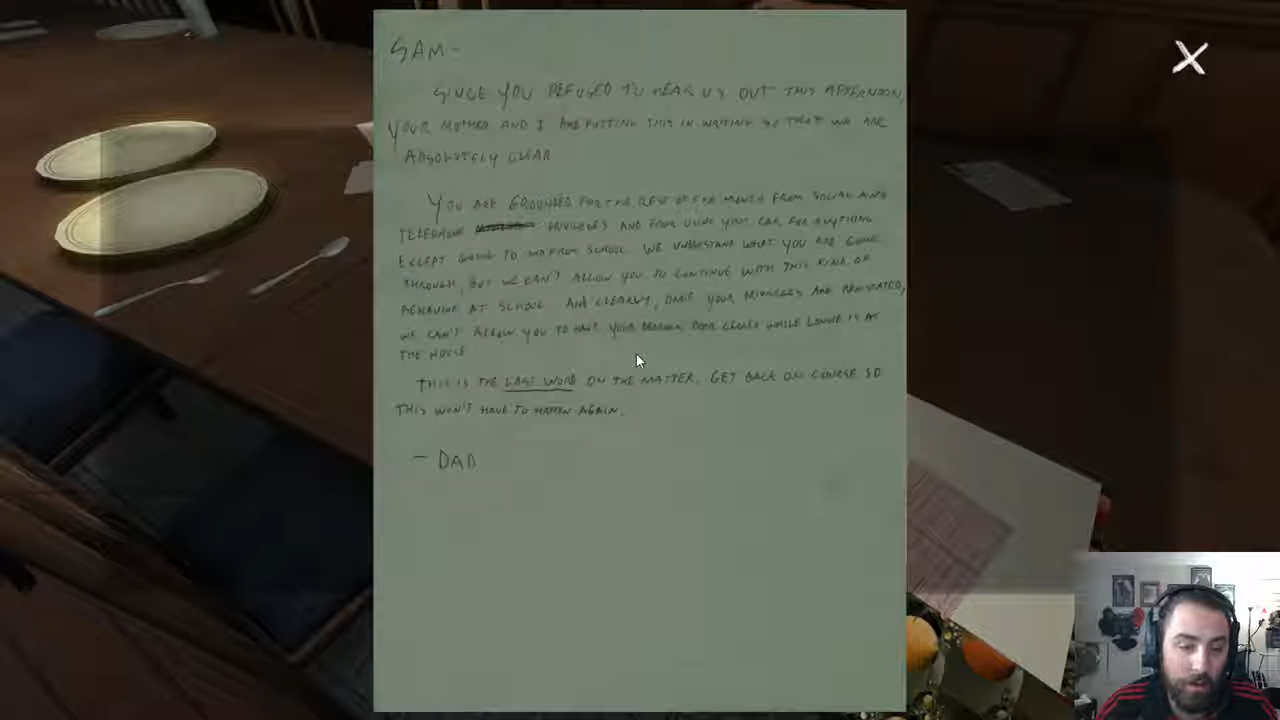 SAM -
SINCE YOU REFUSED TO HEAR US OUT THIS AFTERNOON,
YOUR MOTHER AND I ARE PUTTING THIS IN WRITING SO THAT WE ARE
ABSOLUTELY CLEAR
YOU ARE GROUNDED FOR THE REST OF THE MONTH FROM SOCIAL AND
TELEPHONE PRIVILEGES AND FROM USING YOUR CAR FOR ANYTHING
EXCEPT GOING TO AND FROM SCHOOL. WE UNDERSTAND WHAT YOU ARE GOING
THROUGH, BUT WE CAN'T ALLOW YOU TO CONTINUE WITH THIS KIND OF
BEHAVIOR AT SCHOOL. AND CLEARLY, ONCE YOUR PRIVILEGES ARE REINSTATED,
WE CAN'T ALLOW YOU TO HAVE YOUR BEDROOM DOOR CLOSED WHILE LONNIE IS AT
THE HOUSE
THIS IS THE LAST WORD ON THE MATTER. GET BACK ON COURSE SO
THIS WON'T HAVE TO HAPPEN AGAIN.
- DAD